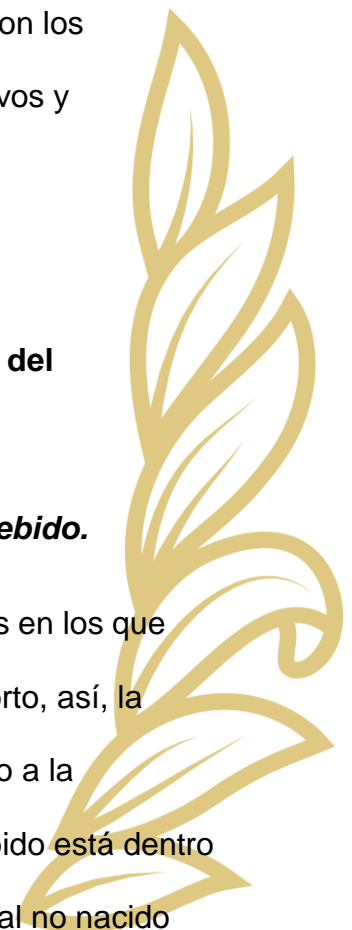 on los
vos y
del
ebido.
s en los que
orto, así, la
o a la
bido está dentro
al no nacido